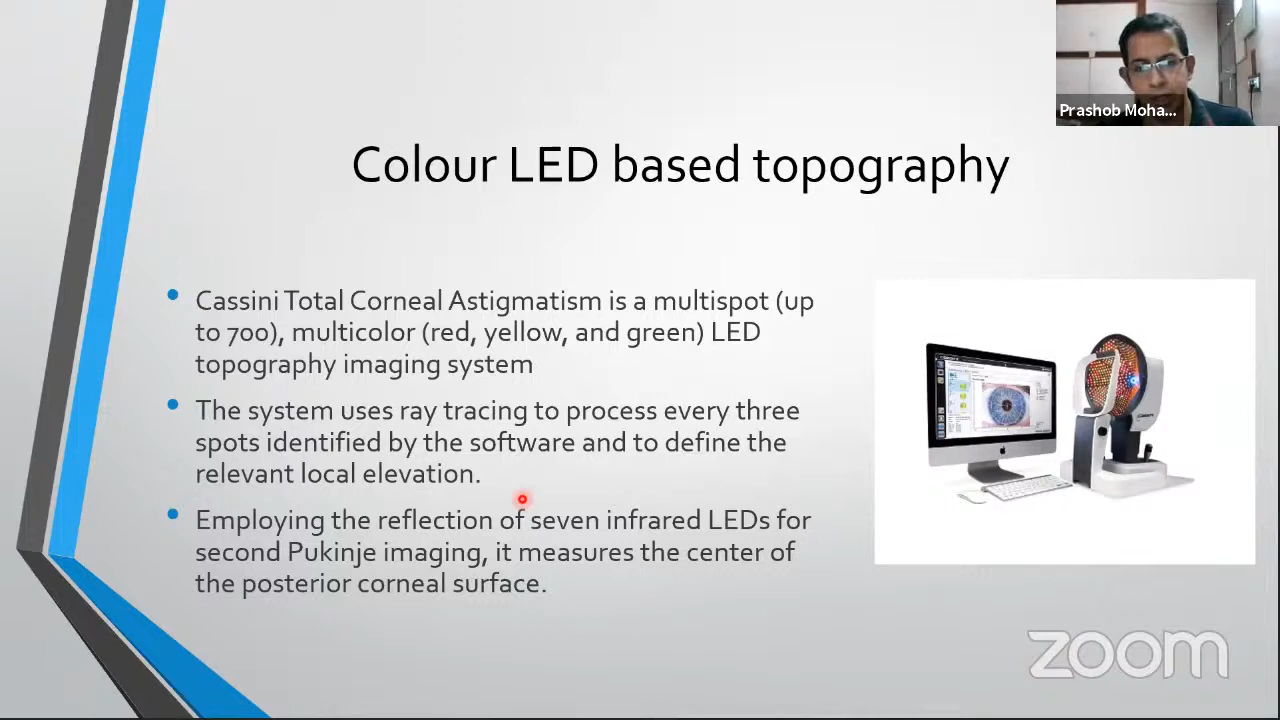 Prashob Moha...
Colour LED based topography
Cassini Total Corneal Astigmatism is a multispot (up
to 700), multicolor (red, yellow, and green) LED
topography imaging system
The system uses ray tracing to process every three
spots identified by the software and to define the
relevant local elevation.
Employing the reflection of seven infrared LEDs for
second Pukinje imaging, it measures the center of
the posterior corneal surface.
zoom